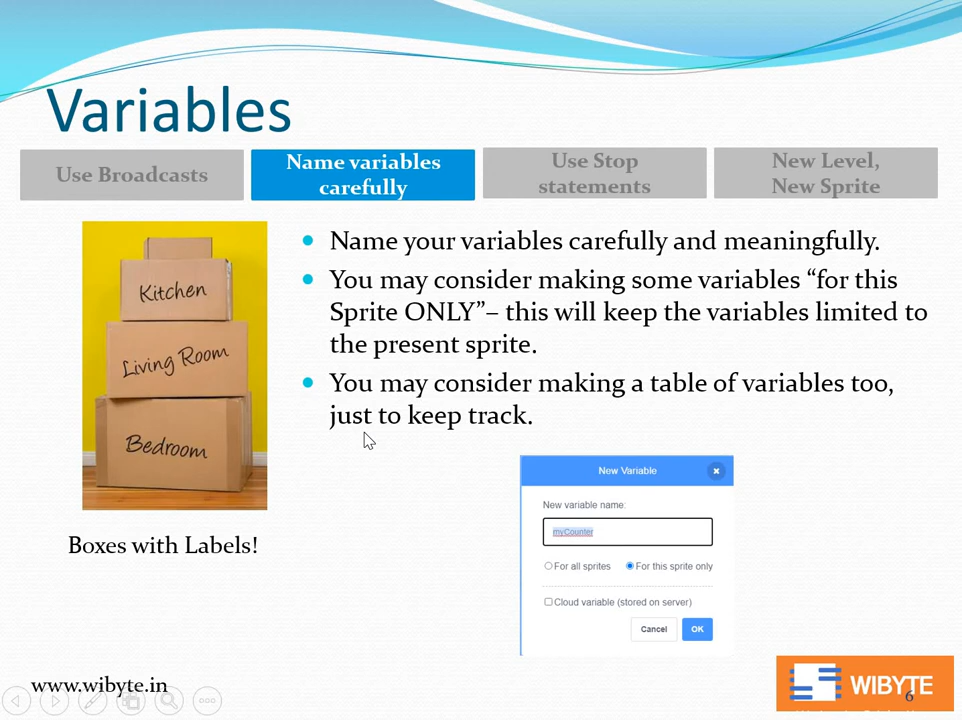 Variables
Use Broadcasts
Name variables
carefully
Use Stop
statements
New Level,
New Sprite
Kitchen
Living Room
Bedroom
Boxes with Labels!
Name your variables carefully and meaningfully.
You may consider making some variables “for this
Sprite ONLY”– this will keep the variables limited to
the present sprite.
You may consider making a table of variables too,
just to keep track.
New Variable
New variable name:
myCounter
For all sprites
For this sprite only
Cloud variable (stored on server)
Cancel
OK
www.wibyte.in
WIBYTE
6